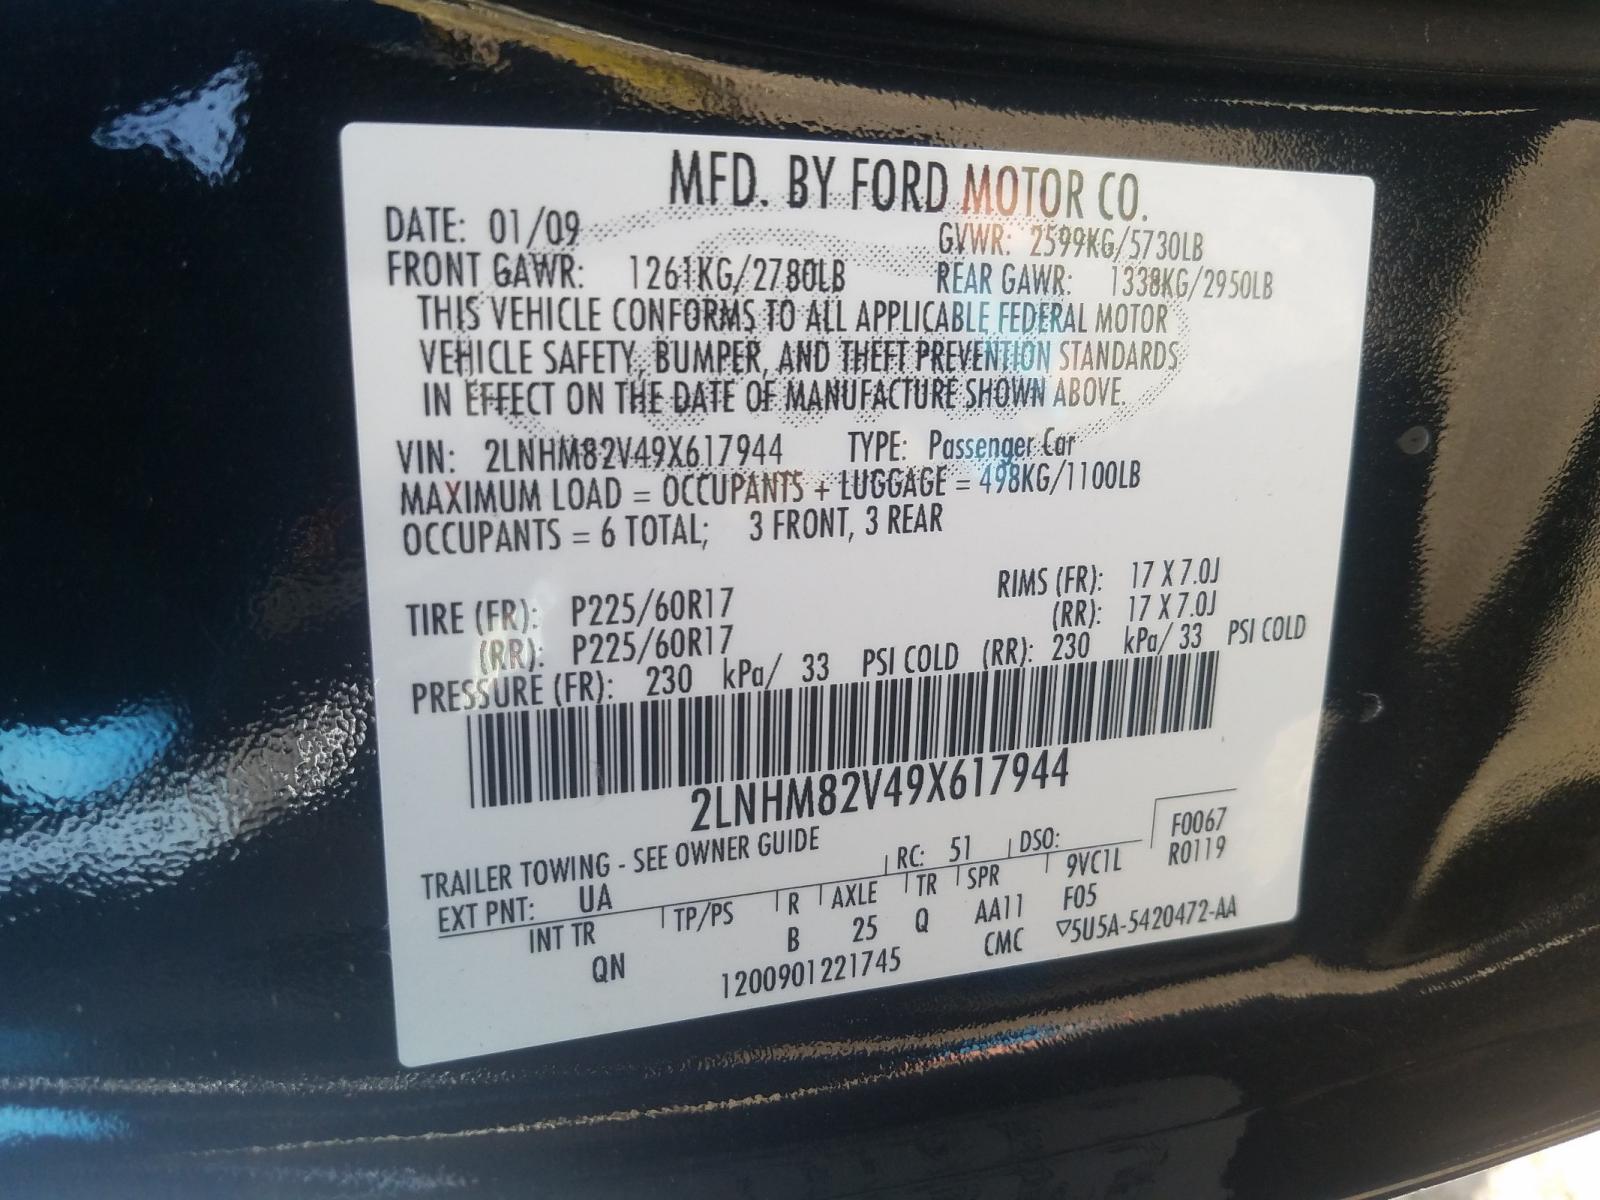 MFD. BY FORD MOTOR CO.
DATE: 01/09 GVWR: 2599KG/5730LB
FRONT GAWR: 1261KG/2780LB REAR GAWR: 1338KG/2950LB
THIS VEHICLE CONFORMS TO ALL APPLICABLE FEDERAL MOTOR
VEHICLE SAFETY, BUMPER, AND THEFT PREVENTION STANDARDS
IN EFFECT ON THE DATE OF MANUFACTURE SHOWN ABOVE.
VIN: 2LNHM82V49X617944 TYPE: Passenger Car
MAXIMUM LOAD = OCCUPANTS + LUGGAGE = 498KG/1100LB
OCCUPANTS = 6 TOTAL; 3 FRONT, 3 REAR
TIRE (FR): P225/60R17 RIMS (FR): 17 X 7.0J
(RR): P225/60R17 (RR): 17 X 7.0J
PRESSURE (FR): 230 kPa/ 33 PSI COLD (RR): 230 kPa/ 33 PSI COLD
2LNHM82V49X617944
TRAILER TOWING - SEE OWNER GUIDE
EXT PNT: UA RC: 51 DSO: F0067
R0119
INT TR TP/PS R AXLE TR SPR 9VC1L
QN B 25 Q AA11 F05
1200901221745 CMC ▽5U5A-5420472-AA